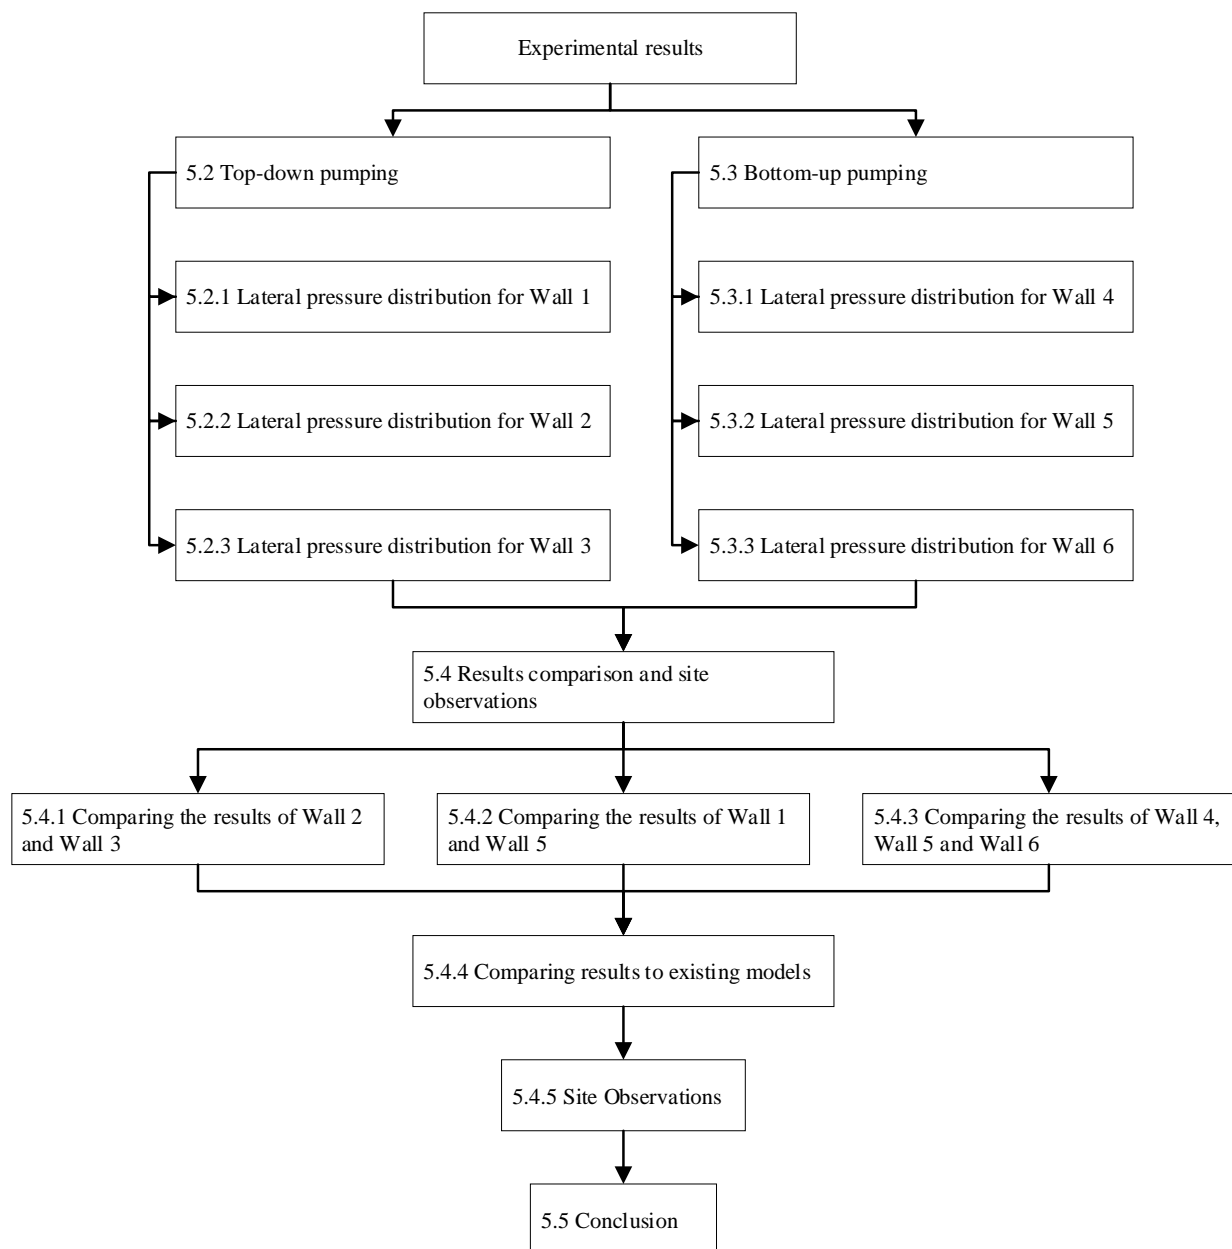 Experimental results
5.2 Top-down pumping
5.3 Bottom-up pumping
5.2.1 Lateral pressure distribution for Wall 1
5.3.1 Lateral pressure distribution for Wall 4
5.2.2 Lateral pressure distribution for Wall 2
5.3.2 Lateral pressure distribution for Wall 5
5.2.3 Lateral pressure distribution for Wall 3
5.3.3 Lateral pressure distribution for Wall 6
5.4 Results comparison and site
observations
5.4.1 Comparing the results of Wall 2
and Wall 3
5.4.2 Comparing the results of Wall 1
and Wall 5
5.4.3 Comparing the results of Wall 4,
Wall 5 and Wall 6
5.4.4 Comparing results to existing models
5.4.5 Site Observations
5.5 Conclusion